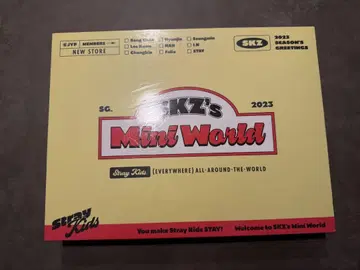 ©JYP MEMBERS
NEW STORE
Bang Chan
Hyunjin
Seungmin
Lee Know
HAN
I.N
Changbin
Felix
STAY
SKZ
2023
SEASON'S
GREETINGS
SG.
2023
SKZ's
Mini World
Stray Kids (EVERYWHERE) ALL-AROUND-THE-WORLD
Stray
Kids
You make Stray Kids STAY!
Welcome to SKZ's Mini World